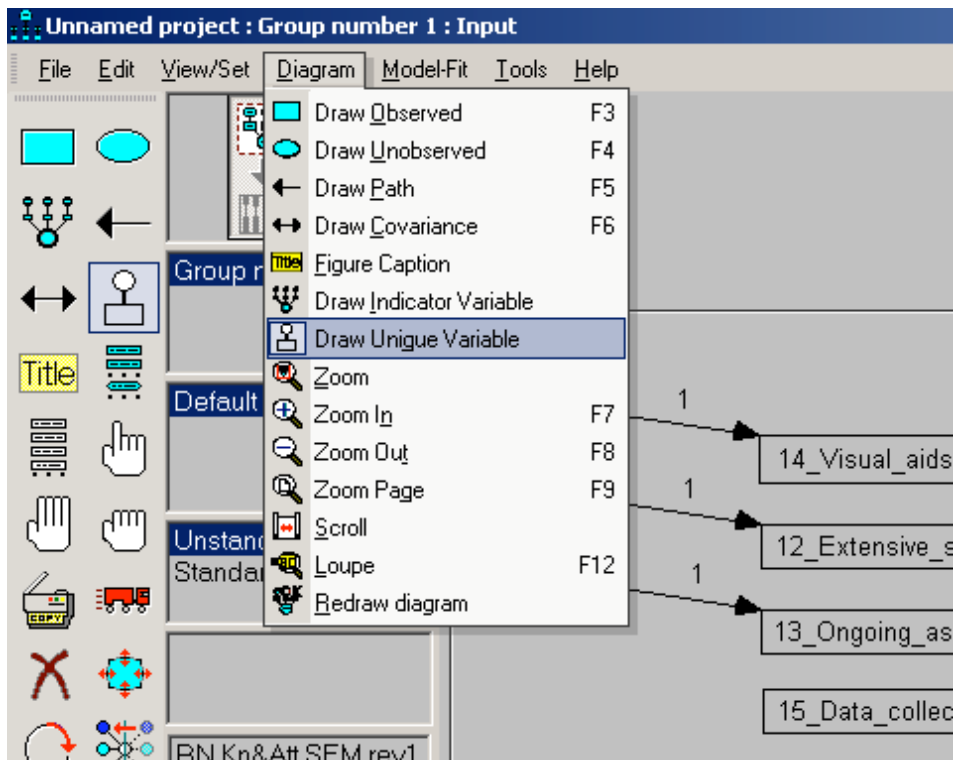 Unnamed project : Group number 1 : Input
File Edit View/Set Diagram Model-Fit Tools Help
Draw Observed F3
Draw Unobserved F4
Draw Path F5
Draw Covariance F6
Title Figure Caption
Draw Indicator Variable
Draw Unique Variable
Zoom
Zoom In F7
Zoom Out F8
Zoom Page F9
Scroll
Loupe F12
Redraw diagram
Title
COPY
Group n
Default
Unstand
Standar
BN Kn&Att SEM rev1
1
14_Visual_aids
1
12_Extensive_s
1
13_Ongoing_as
15_Data_collec